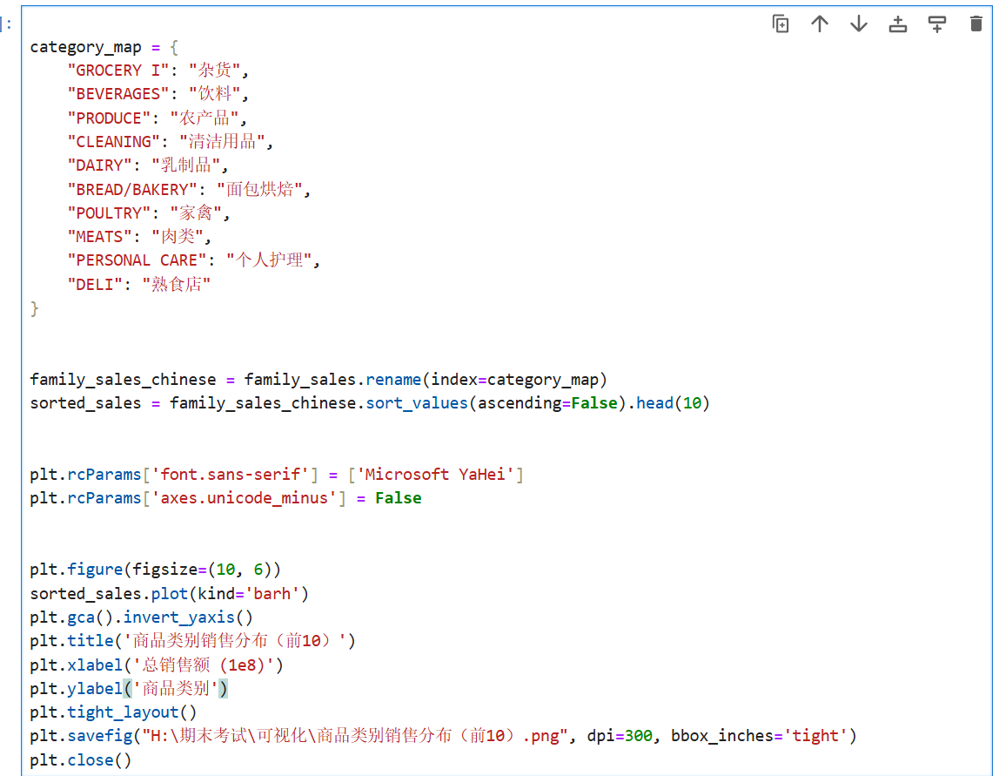 ]:
category_map = {
    "GROCERY I": "杂货",
    "BEVERAGES": "饮料",
    "PRODUCE": "农产品",
    "CLEANING": "清洁用品",
    "DAIRY": "乳制品",
    "BREAD/BAKERY": "面包烘焙",
    "POULTRY": "家禽",
    "MEATS": "肉类",
    "PERSONAL CARE": "个人护理",
    "DELI": "熟食店"
}
family_sales_chinese = family_sales.rename(index=category_map)
sorted_sales = family_sales_chinese.sort_values(ascending=False).head(10)
plt.rcParams['font.sans-serif'] = ['Microsoft YaHei']
plt.rcParams['axes.unicode_minus'] = False
plt.figure(figsize=(10, 6))
sorted_sales.plot(kind='barh')
plt.gca().invert_yaxis()
plt.title('商品类别销售分布（前10）')
plt.xlabel('总销售额 (1e8)')
plt.ylabel('商品类别')
plt.tight_layout()
plt.savefig("H:\期末考试\可视化\商品类别销售分布（前10）.png", dpi=300, bbox_inches='tight')
plt.close()